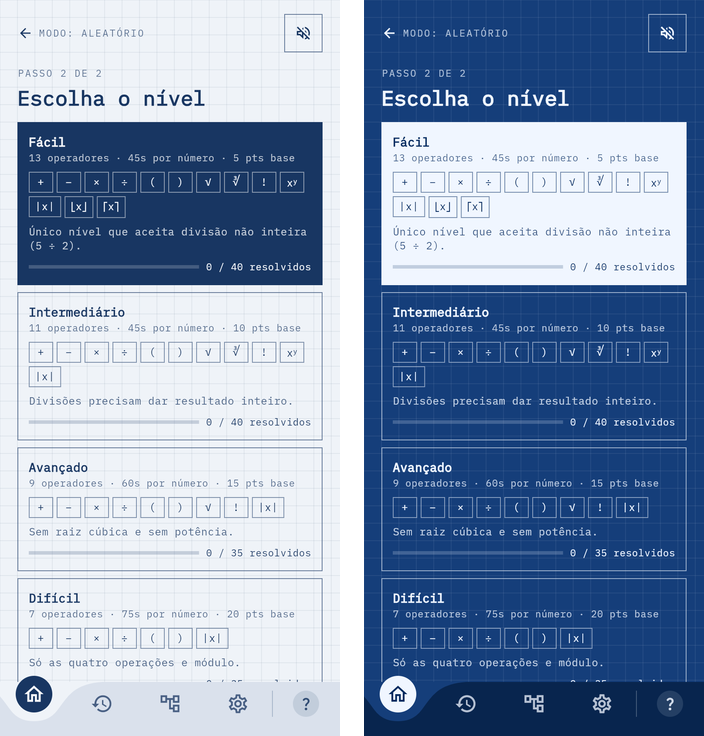 MODO: ALEATÓRIO
PASSO 2 DE 2
Escolha o nível
Fácil
13 operadores · 45s por número · 5 pts base
+ − × ÷ ( ) √ ∛ ! xʸ
|x| ⌊x⌋ ⌈x⌉
Único nível que aceita divisão não inteira
(5 ÷ 2).
0 / 40 resolvidos
Intermediário
11 operadores · 45s por número · 10 pts base
+ − × ÷ ( ) √ ∛ ! xʸ
|x|
Divisões precisam dar resultado inteiro.
0 / 40 resolvidos
Avançado
9 operadores · 60s por número · 15 pts base
+ − × ÷ ( ) √ ! |x|
Sem raiz cúbica e sem potência.
0 / 35 resolvidos
Difícil
7 operadores · 75s por número · 20 pts base
+ − × ÷ ( ) |x|
Só as quatro operações e módulo.
?
MODO: ALEATÓRIO
PASSO 2 DE 2
Escolha o nível
Fácil
13 operadores · 45s por número · 5 pts base
+ − × ÷ ( ) √ ∛ ! xʸ
|x| ⌊x⌋ ⌈x⌉
Único nível que aceita divisão não inteira
(5 ÷ 2).
0 / 40 resolvidos
Intermediário
11 operadores · 45s por número · 10 pts base
+ − × ÷ ( ) √ ∛ ! xʸ
|x|
Divisões precisam dar resultado inteiro.
0 / 40 resolvidos
Avançado
9 operadores · 60s por número · 15 pts base
+ − × ÷ ( ) √ ! |x|
Sem raiz cúbica e sem potência.
0 / 35 resolvidos
Difícil
7 operadores · 75s por número · 20 pts base
+ − × ÷ ( ) |x|
Só as quatro operações e módulo.
?